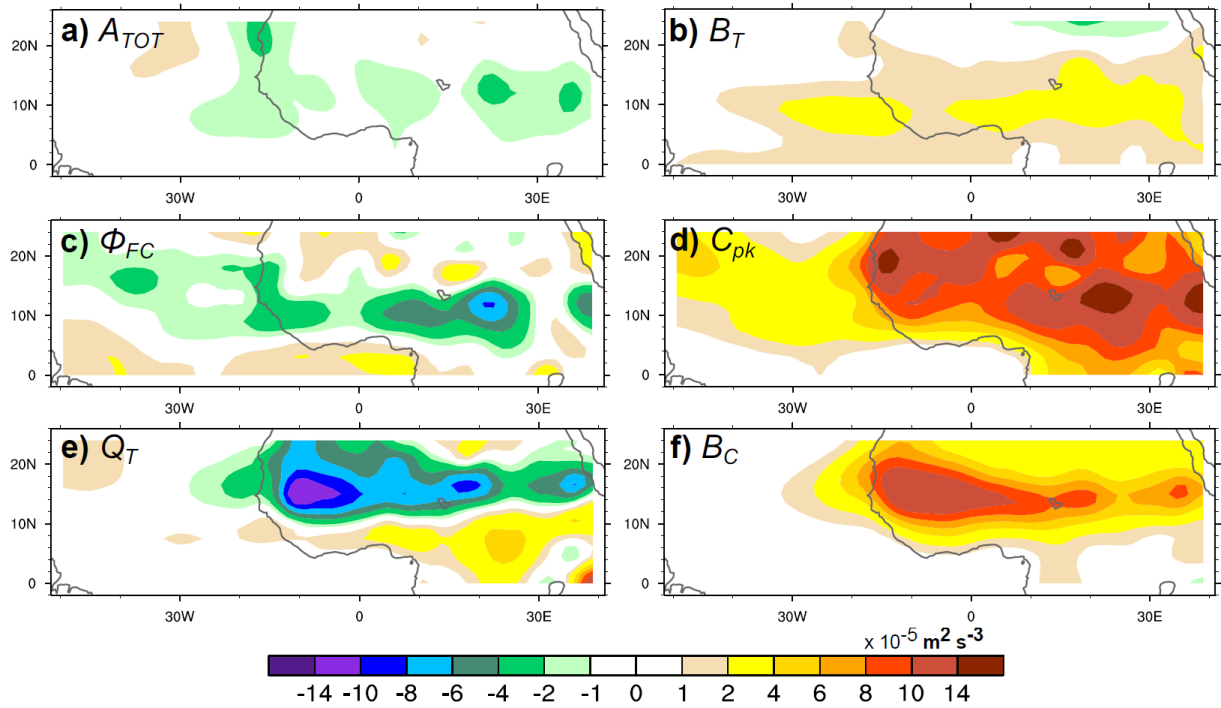 a) A_TOT
b) B_T
20N
10N
0
20N
10N
0
30W
0
30E
30W
0
30E
c) Φ_FC
d) C_pk
20N
10N
0
20N
10N
0
30W
0
30E
30W
0
30E
e) Q_T
f) B_C
20N
10N
0
20N
10N
0
30W
0
30E
30W
0
30E
x 10⁻⁵ m² s⁻³
-14 -10 -8 -6 -4 -2 -1 0 1 2 4 6 8 10 14